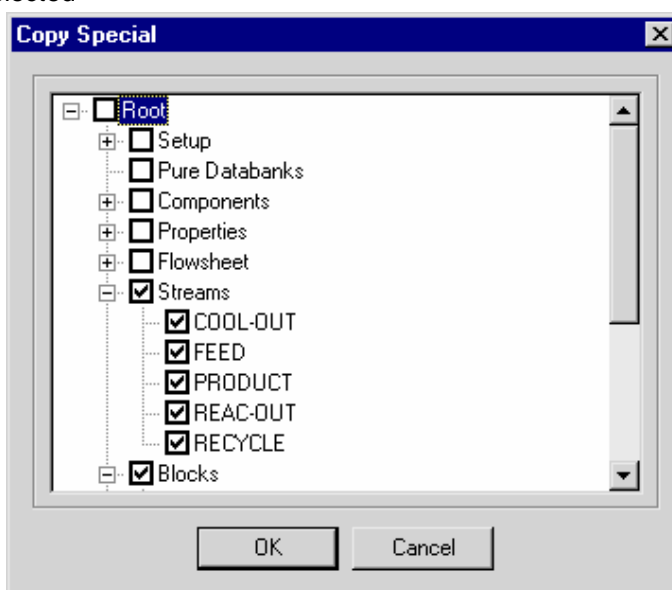 Copy Special
Root
Setup
Pure Databanks
Components
Properties
Flowsheet
Streams
COOL-OUT
FEED
PRODUCT
REAC-OUT
RECYCLE
Blocks
OK Cancel